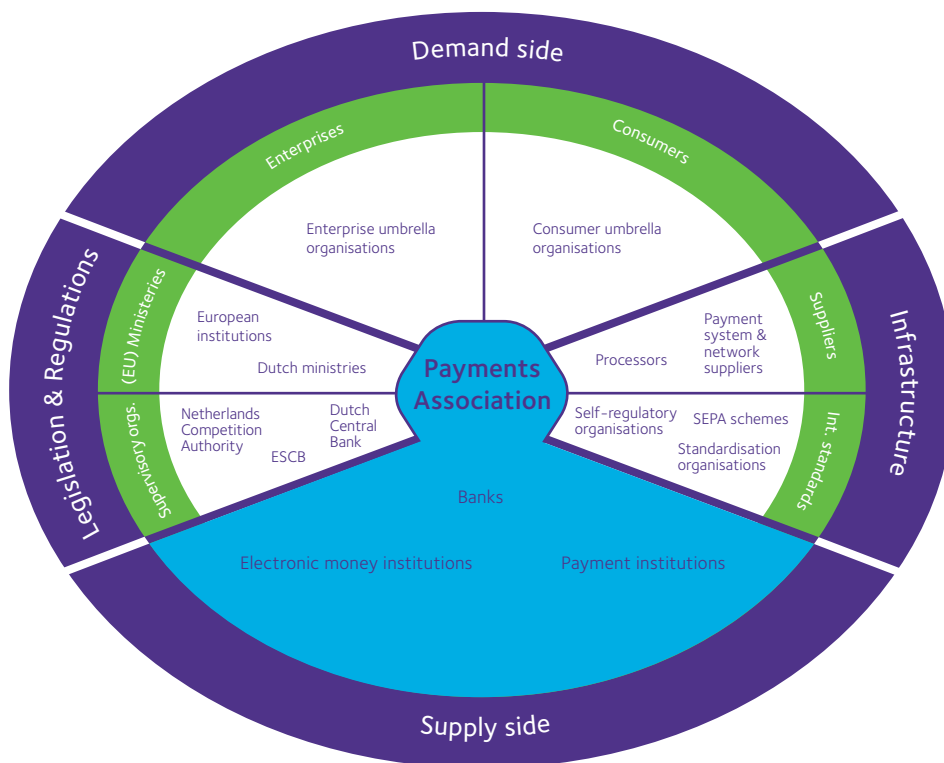 Demand side
Enterprises
Consumers
Enterprise umbrella
organisations
Consumer umbrella
organisations
Legislation & Regulations
(EU) Ministeries
European
institutions
Dutch ministries
Supervisory orgs.
Netherlands
Competition
Authority
ESCB
Dutch
Central
Bank
Payments
Association
Processors
Payment
system &
network
suppliers
Suppliers
Infrastructure
Self-regulatory
organisations
SEPA schemes
Standardisation
organisations
Int. standards
Banks
Electronic money institutions
Payment institutions
Supply side